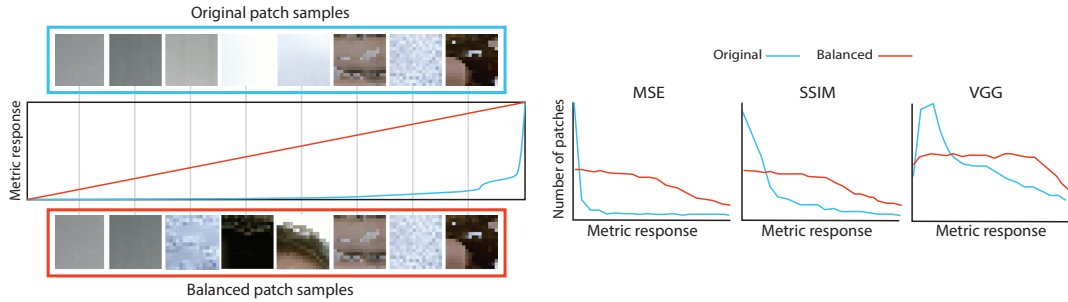 Original patch samples
Metric response
Balanced patch samples
Original
Balanced
MSE
SSIM
VGG
Number of patches
Metric response
Metric response
Metric response